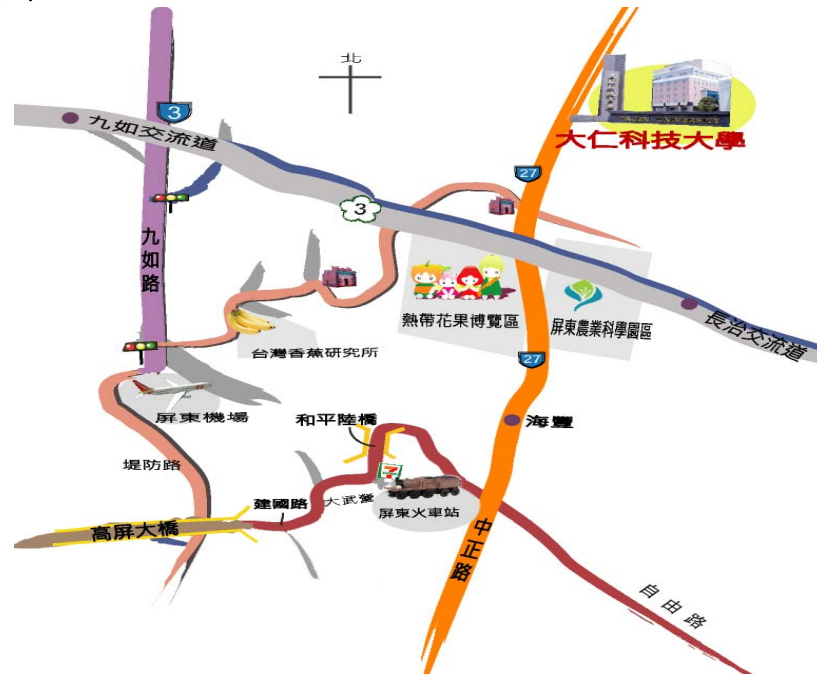 北
3
九如交流道
大仁科技大學
27
3
九如路
熱帶花果博覽區
屏東農業科學園區
長治交流道
台灣香蕉研究所
27
屏東機場
和平陸橋
海豐
堤防路
7
大武營
建國路
屏東火車站
高屏大橋
中正路
自由路